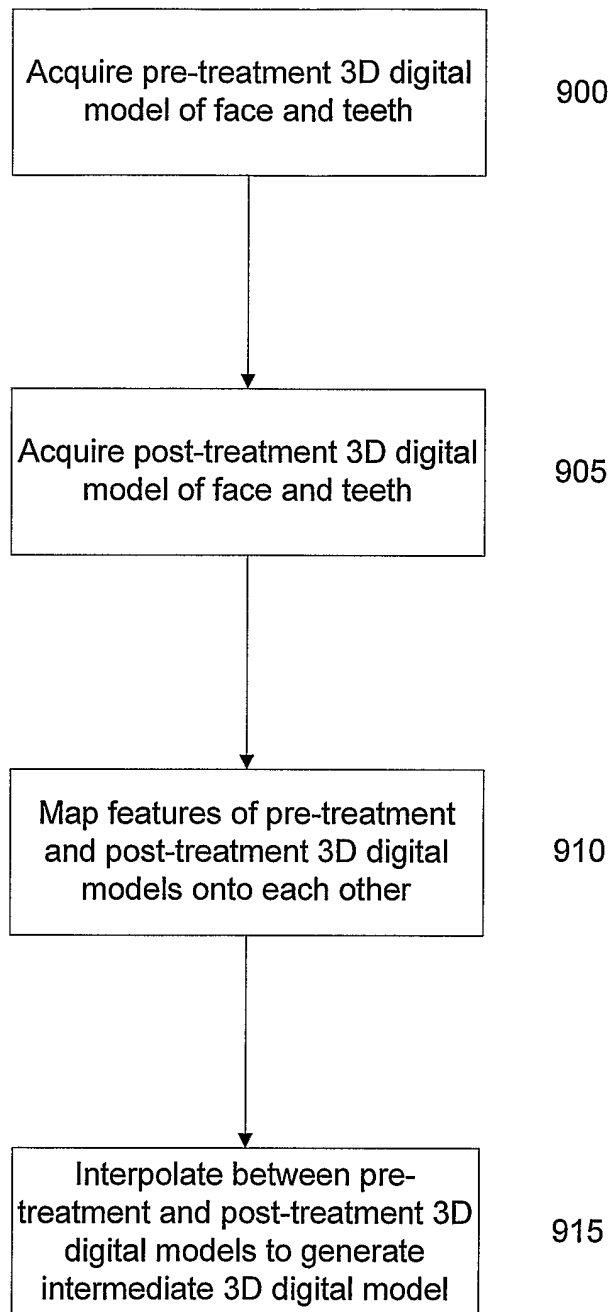 Acquire pre-treatment 3D digital
model of face and teeth
900
Acquire post-treatment 3D digital
model of face and teeth
905
Map features of pre-treatment
and post-treatment 3D digital
models onto each other
910
Interpolate between pre-
treatment and post-treatment 3D
digital models to generate
intermediate 3D digital model
915